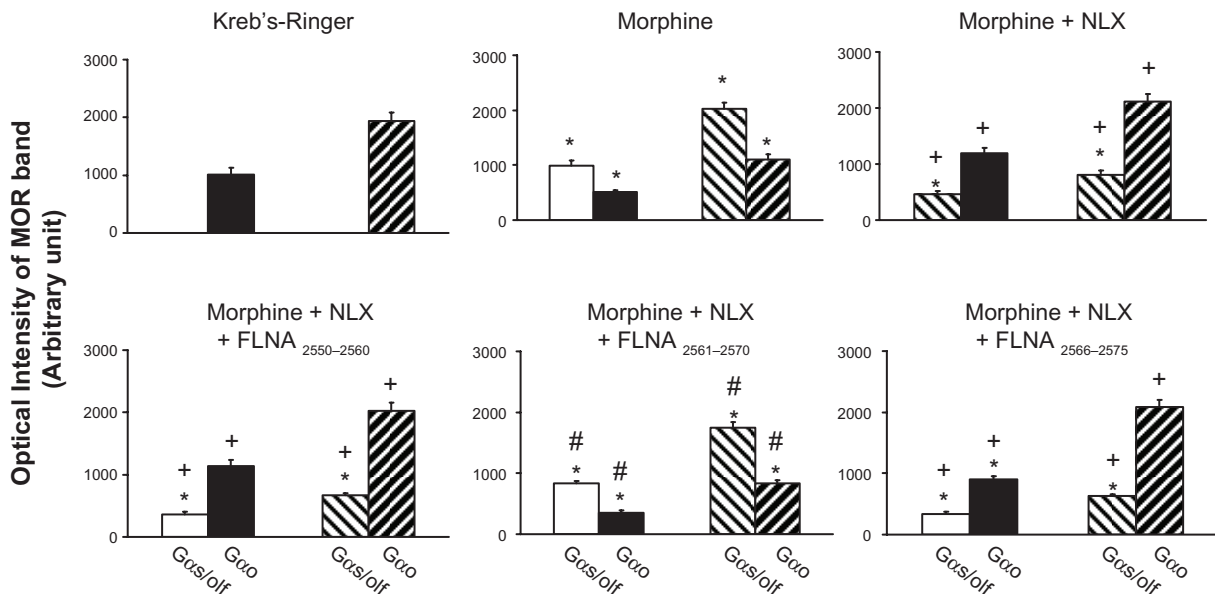 Kreb's-Ringer
Morphine
Morphine + NLX
Optical Intensity of MOR band
(Arbitrary unit)
3000
2000
1000
0
3000
2000
1000
0
* * * *
3000
2000
1000
0
+ * + + * +
Morphine + NLX
+ FLNA 2550–2560
Morphine + NLX
+ FLNA 2561–2570
Morphine + NLX
+ FLNA 2566–2575
3000
2000
1000
0
+ * + + * +
3000
2000
1000
0
# * # * # * # *
3000
2000
1000
0
+ * + * + * +
Gαs/olf Gαo Gαs/olf Gαo
Gαs/olf Gαo Gαs/olf Gαo
Gαs/olf Gαo Gαs/olf Gαo